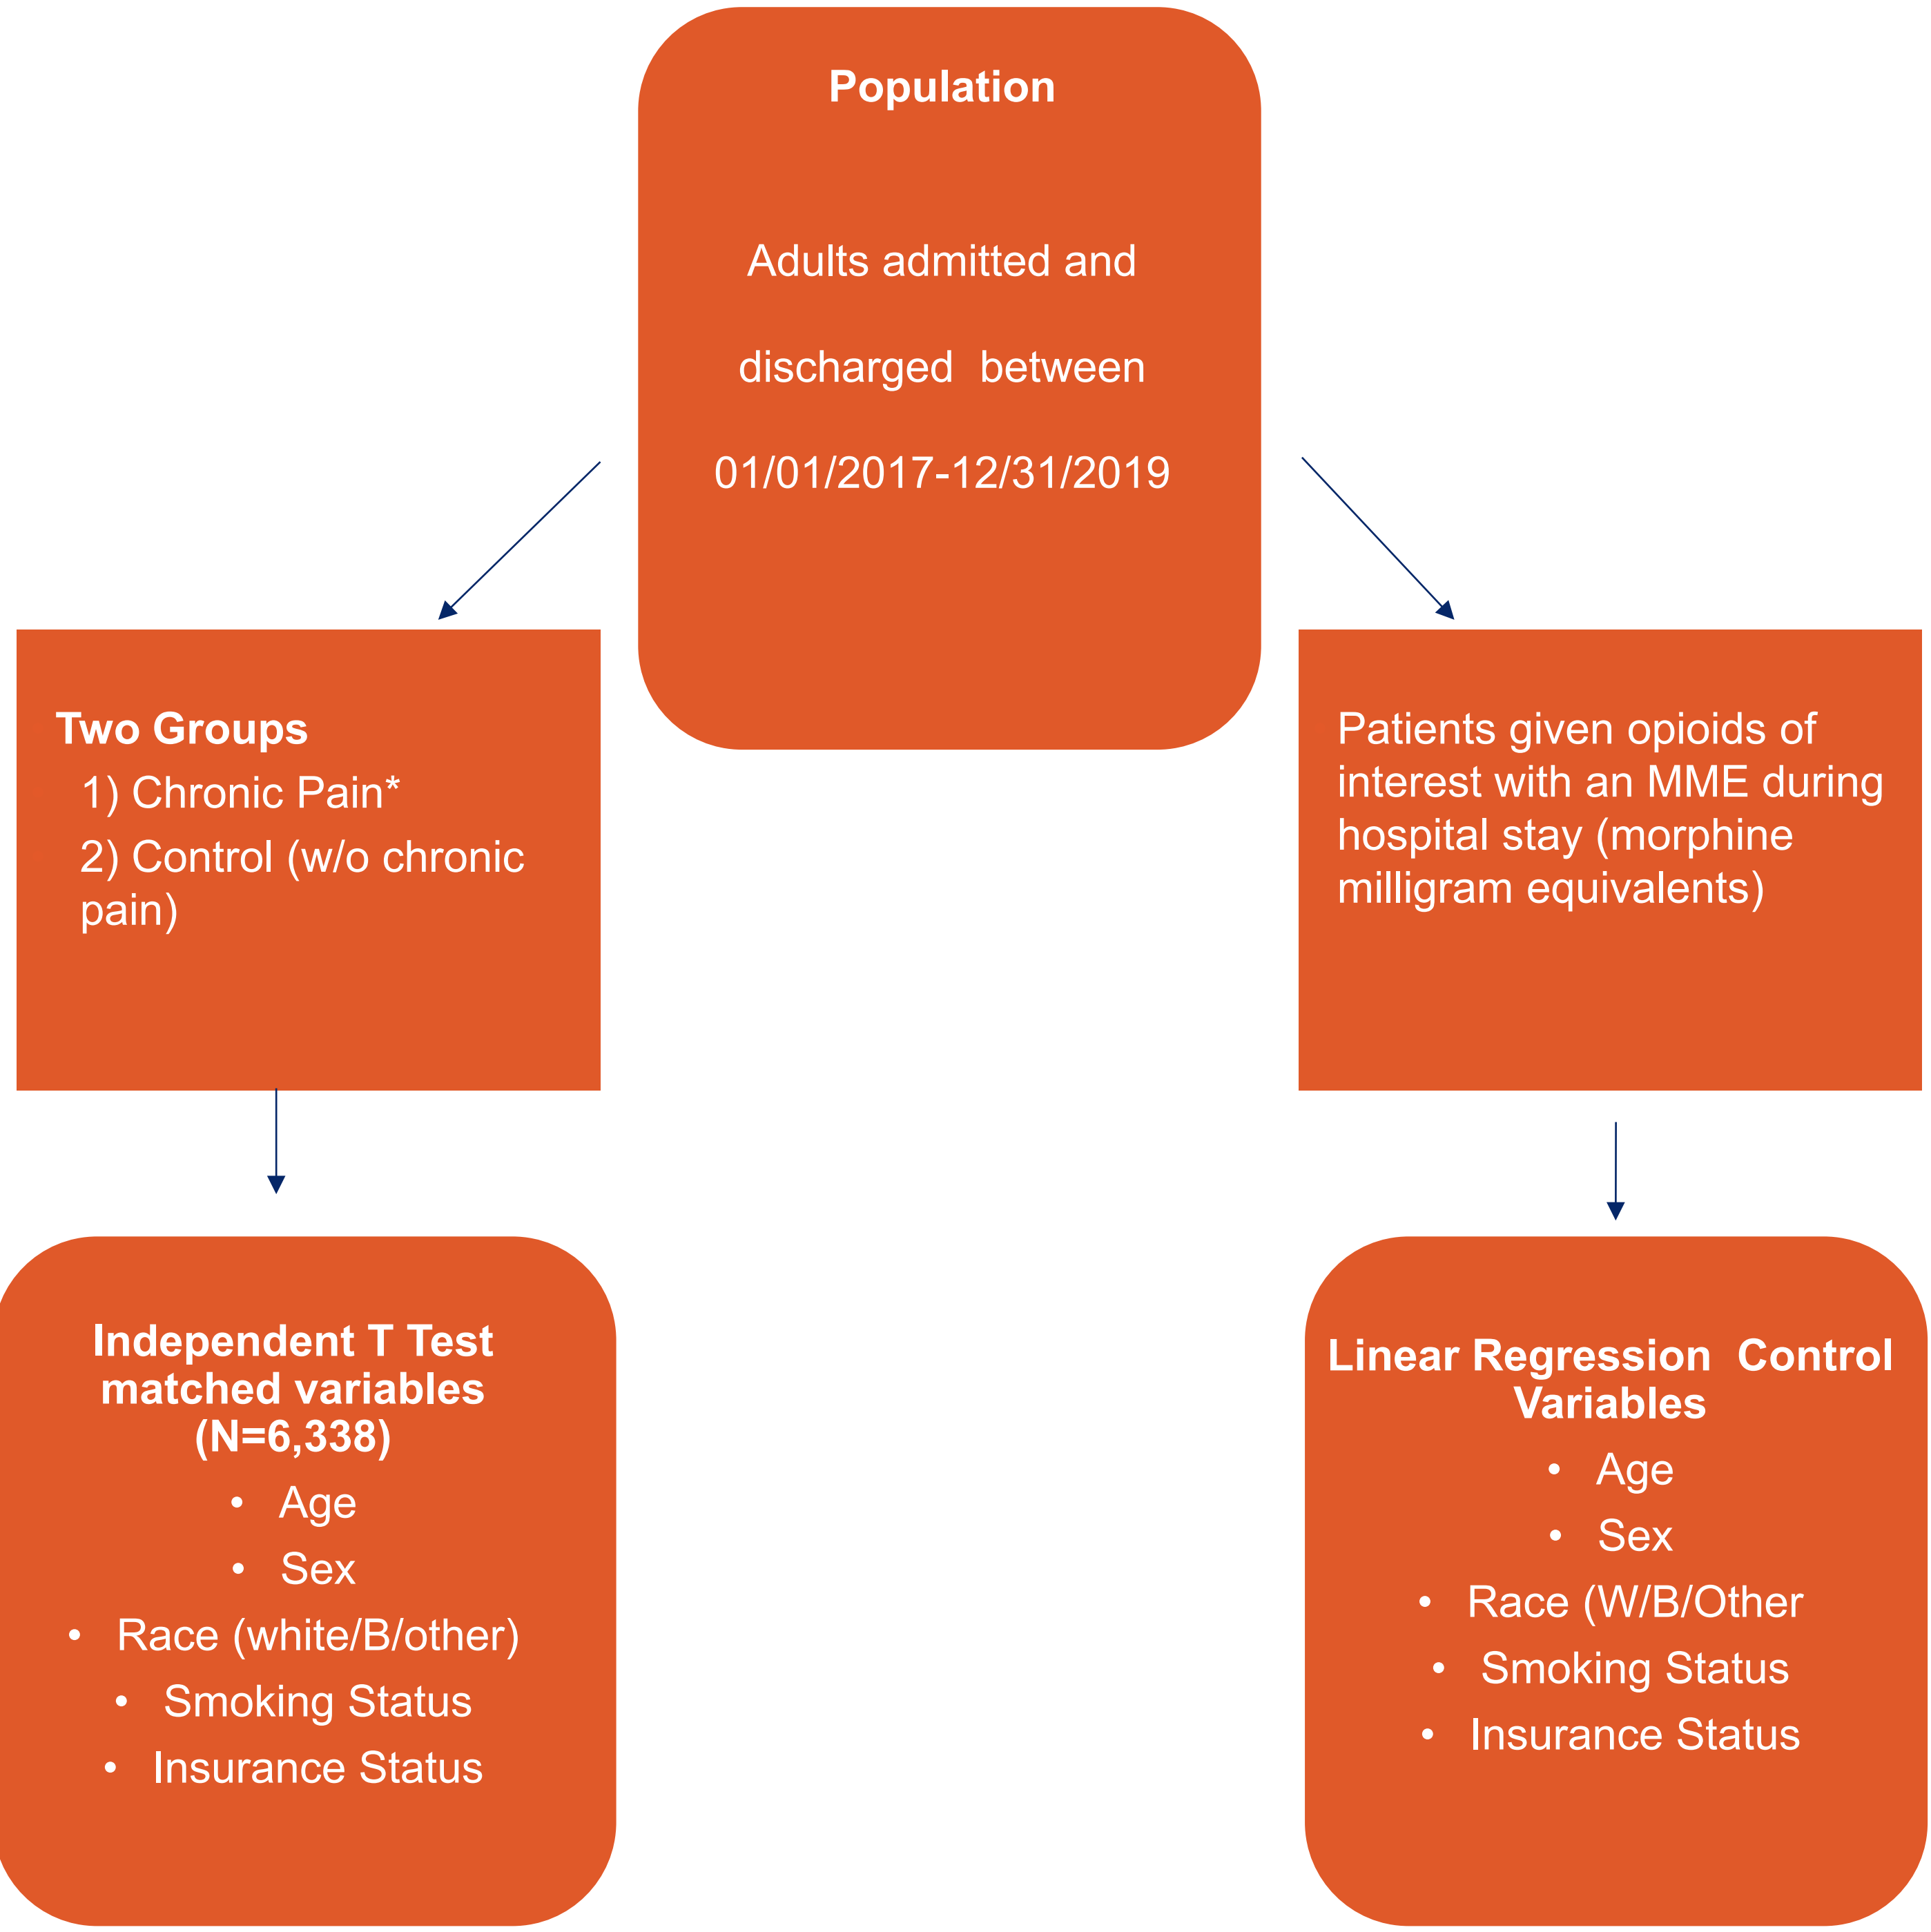 Population
Adults admitted and
discharged  between
01/01/2017-12/31/2019
Two Groups
1) Chronic Pain*
2) Control (w/o chronic
pain)
Patients given opioids of
interest with an MME during
hospital stay (morphine
milligram equivalents)
Independent T Test
matched variables
(N=6,338)
• Age
• Sex
• Race (white/B/other)
• Smoking Status
• Insurance Status
Linear Regression  Control
Variables
• Age
• Sex
• Race (W/B/Other
• Smoking Status
• Insurance Status